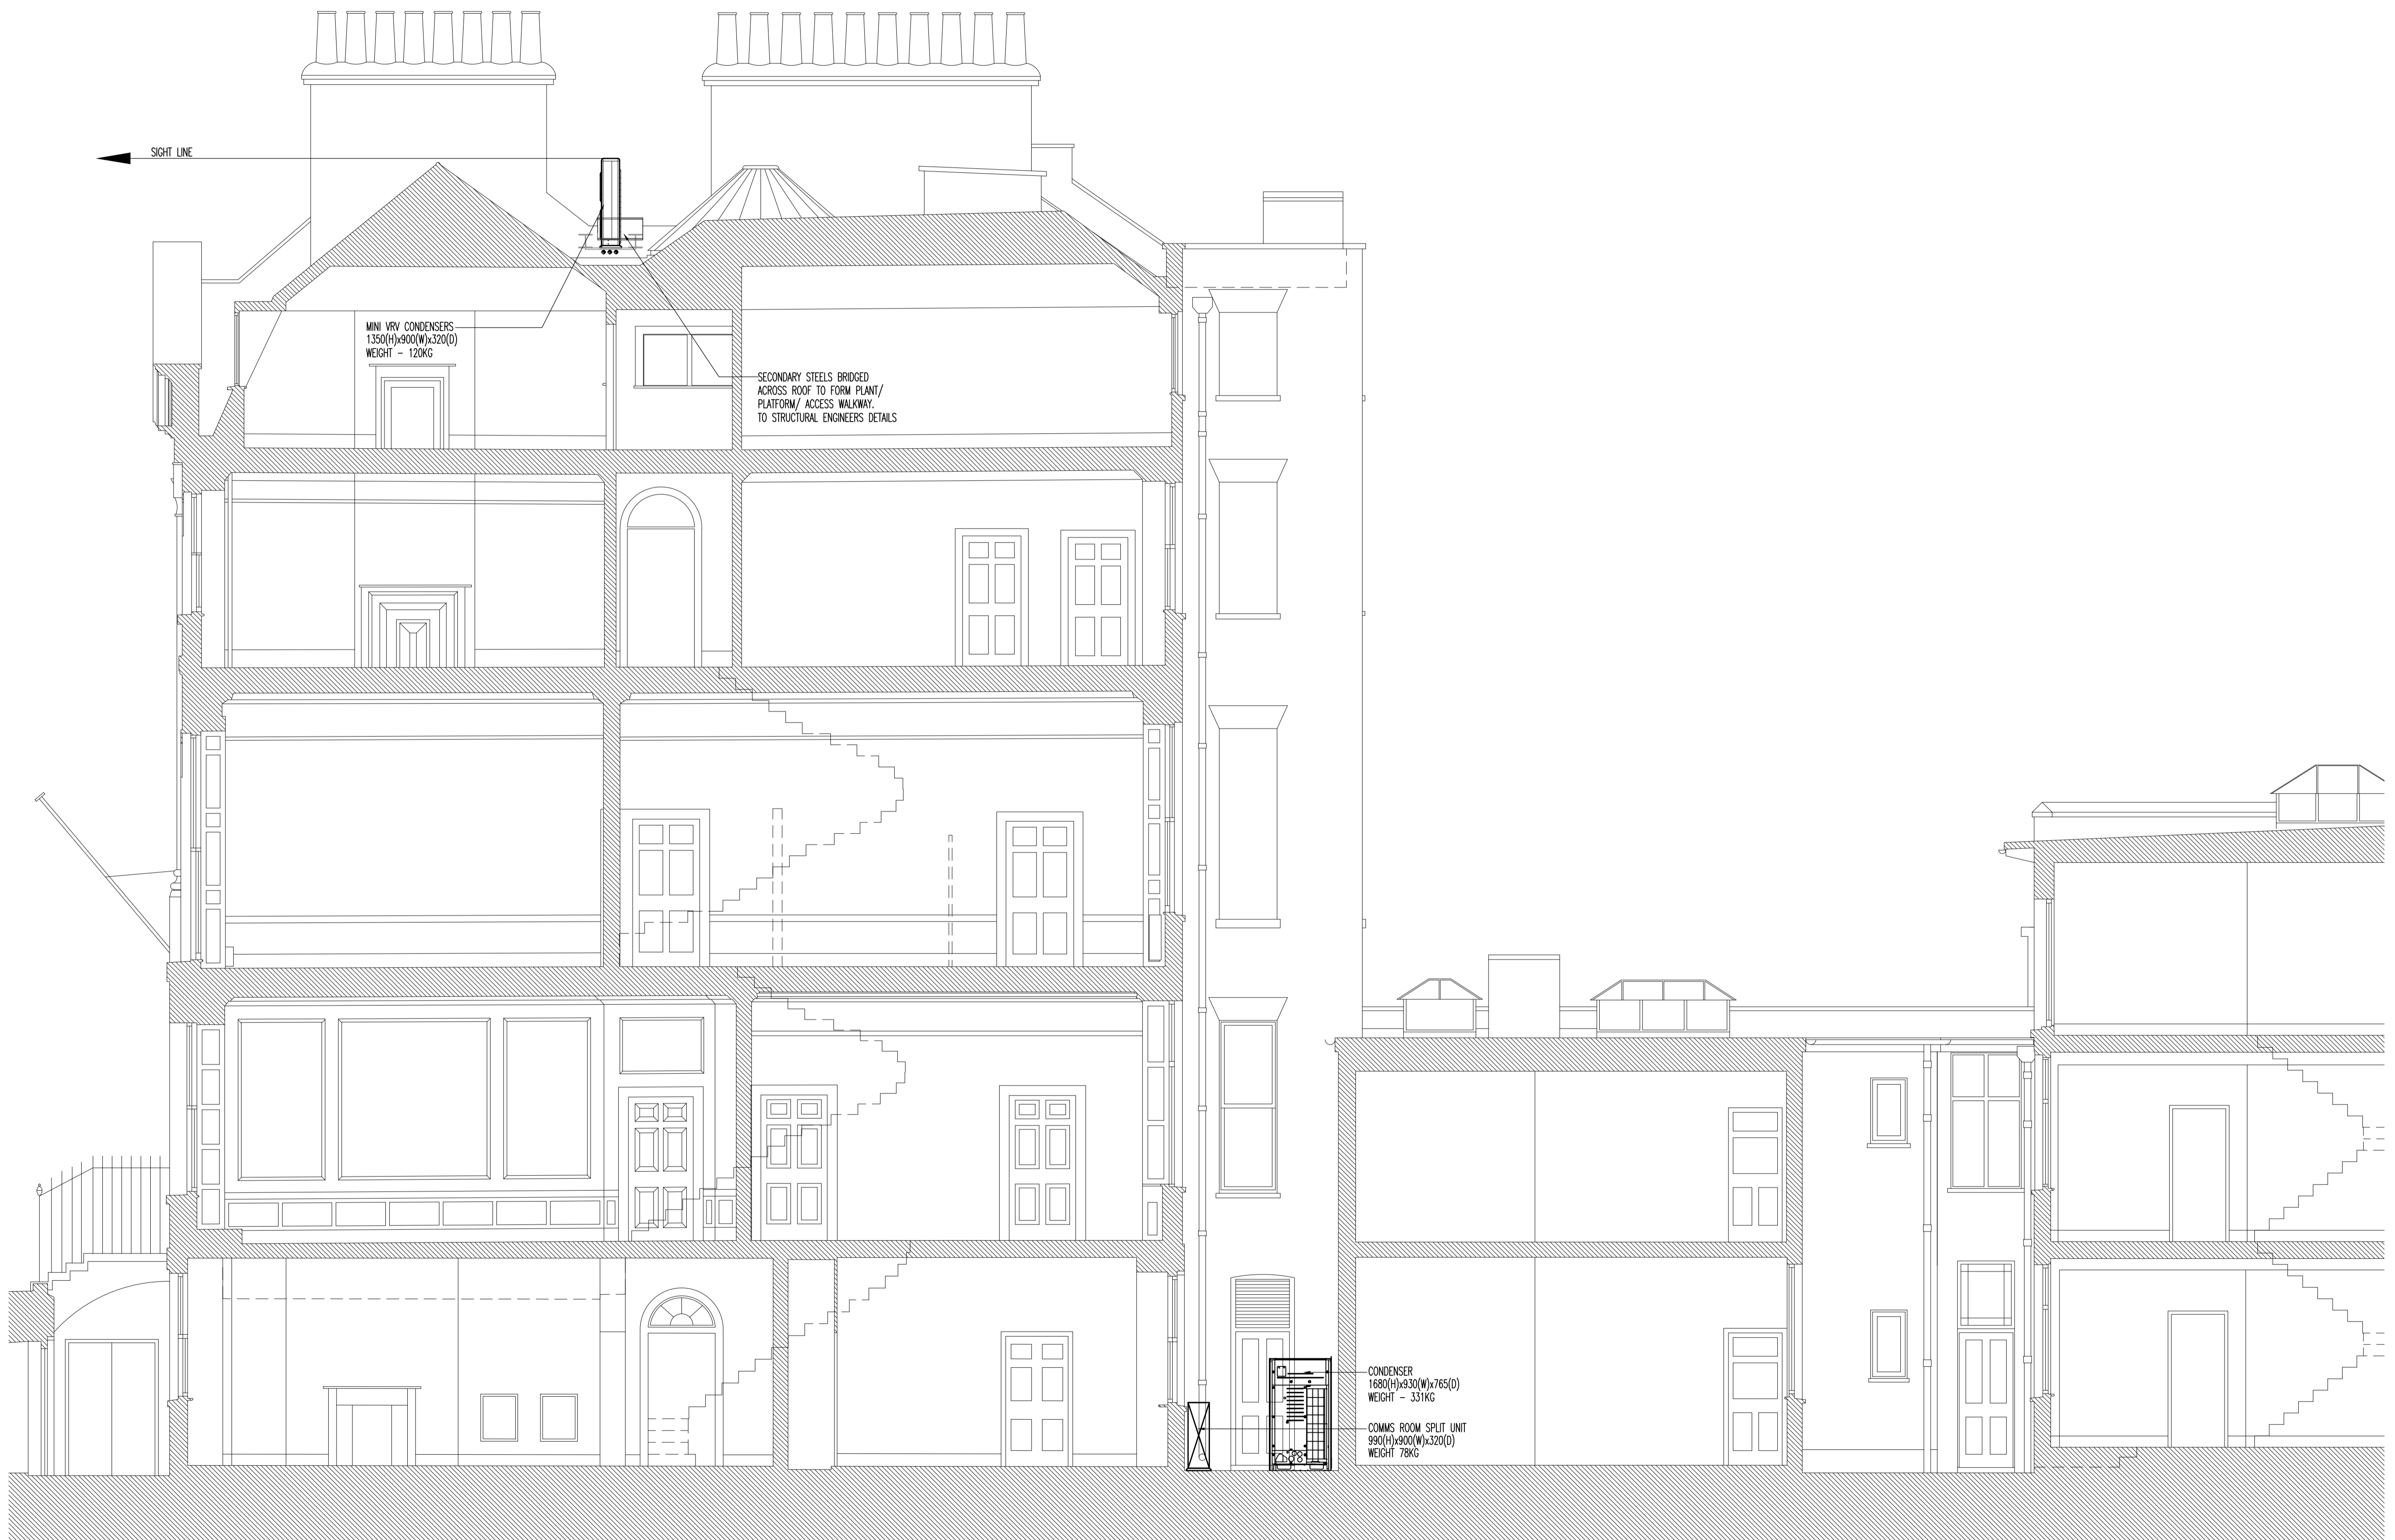 SIGHT LINE
MINI VRV CONDENSERS
1350(H)x900(W)x320(D)
WEIGHT - 120KG
SECONDARY STEELS BRIDGED
ACROSS ROOF TO FORM PLANT/
PLATFORM/ ACCESS WALKWAY.
TO STRUCTURAL ENGINEERS DETAILS
CONDENSER
1680(H)x930(W)x765(D)
WEIGHT - 331KG
COMMS ROOM SPLIT UNIT
990(H)x900(W)x320(D)
WEIGHT 78KG